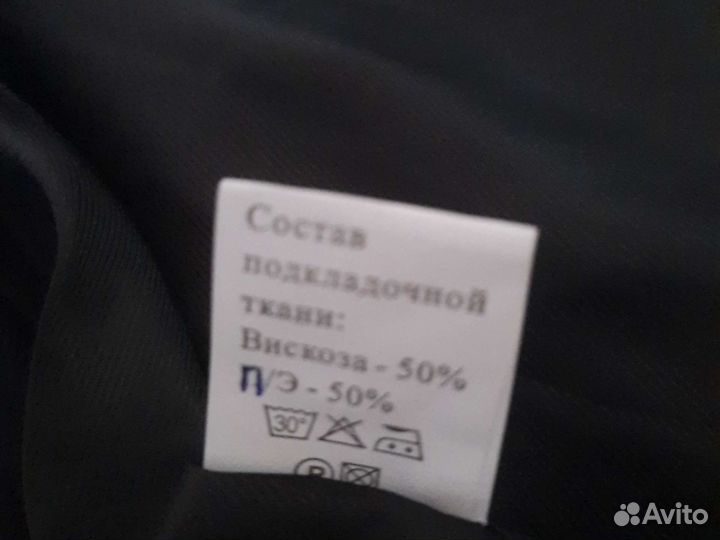 Состав
подкладочной
ткани:
Вискоза - 50%
П/Э - 50%
30°
P
Avito